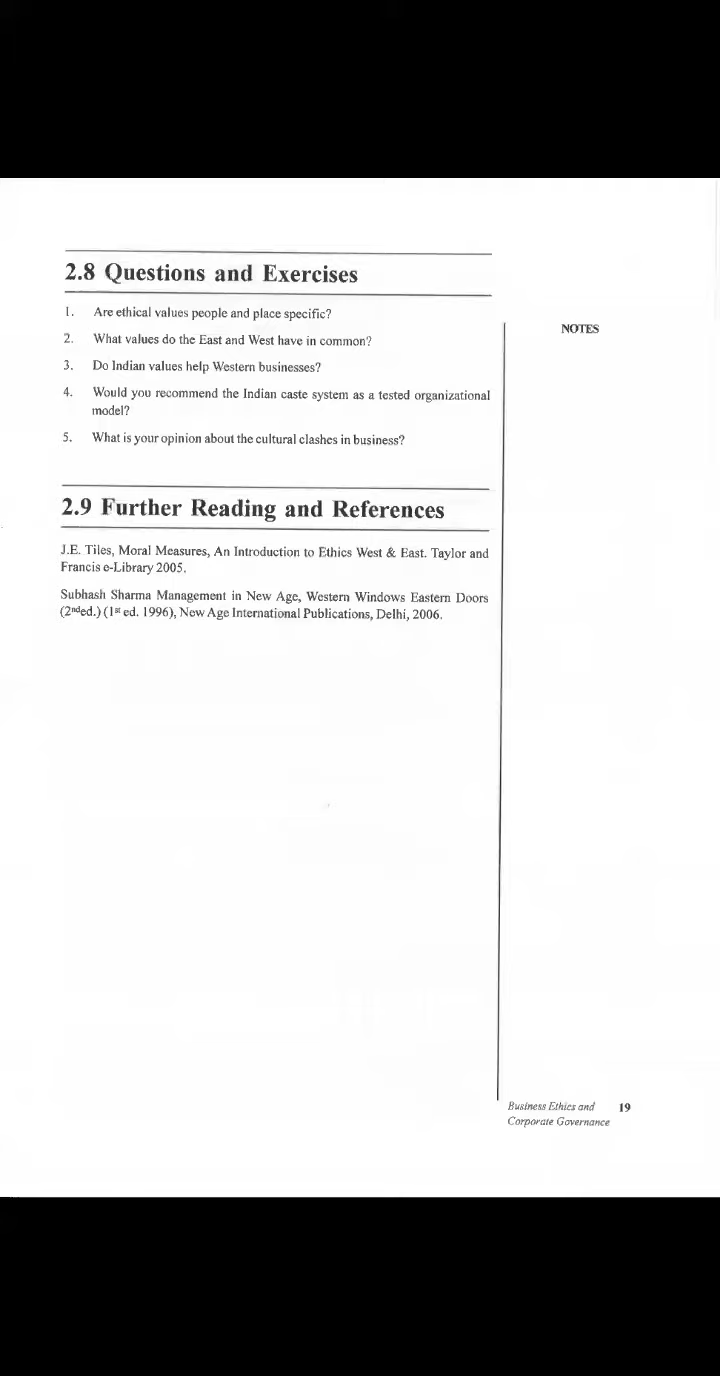 2.8 Questions and Exercises
1. Are ethical values people and place specific?
2. What values do the East and West have in common?
3. Do Indian values help Western businesses?
4. Would you recommend the Indian caste system as a tested organizational
model?
5. What is your opinion about the cultural clashes in business?
NOTES
2.9 Further Reading and References
J.E. Tiles, Moral Measures, An Introduction to Ethics West & East. Taylor and
Francis e-Library 2005.
Subhash Sharma Management in New Age, Western Windows Eastern Doors
(2nded.) (1st ed. 1996), New Age International Publications, Delhi, 2006.
Business Ethics and 19
Corporate Governance